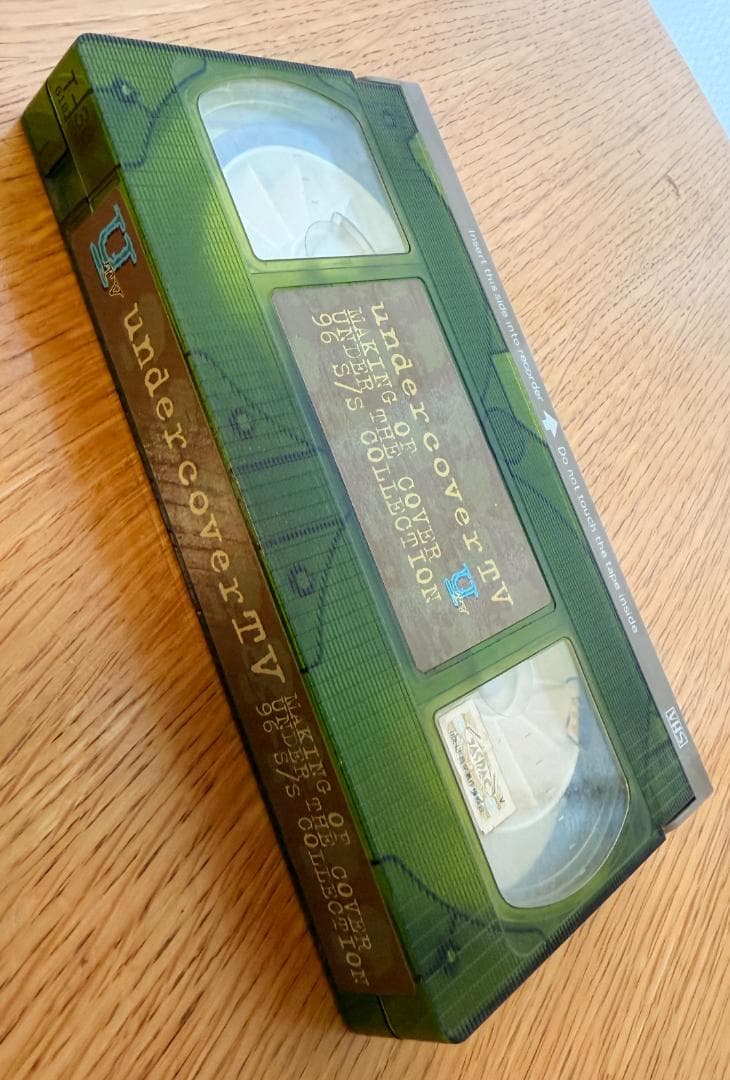 undercoverTV
MAKING OF COVER
UNDER THE COLLECTION
96 S/S
U
undercoverTV
MAKING OF COVER
UNDER THE COLLECTION
96 S/S
U
Insert this side into recorder
Do not touch the tape inside
VHS